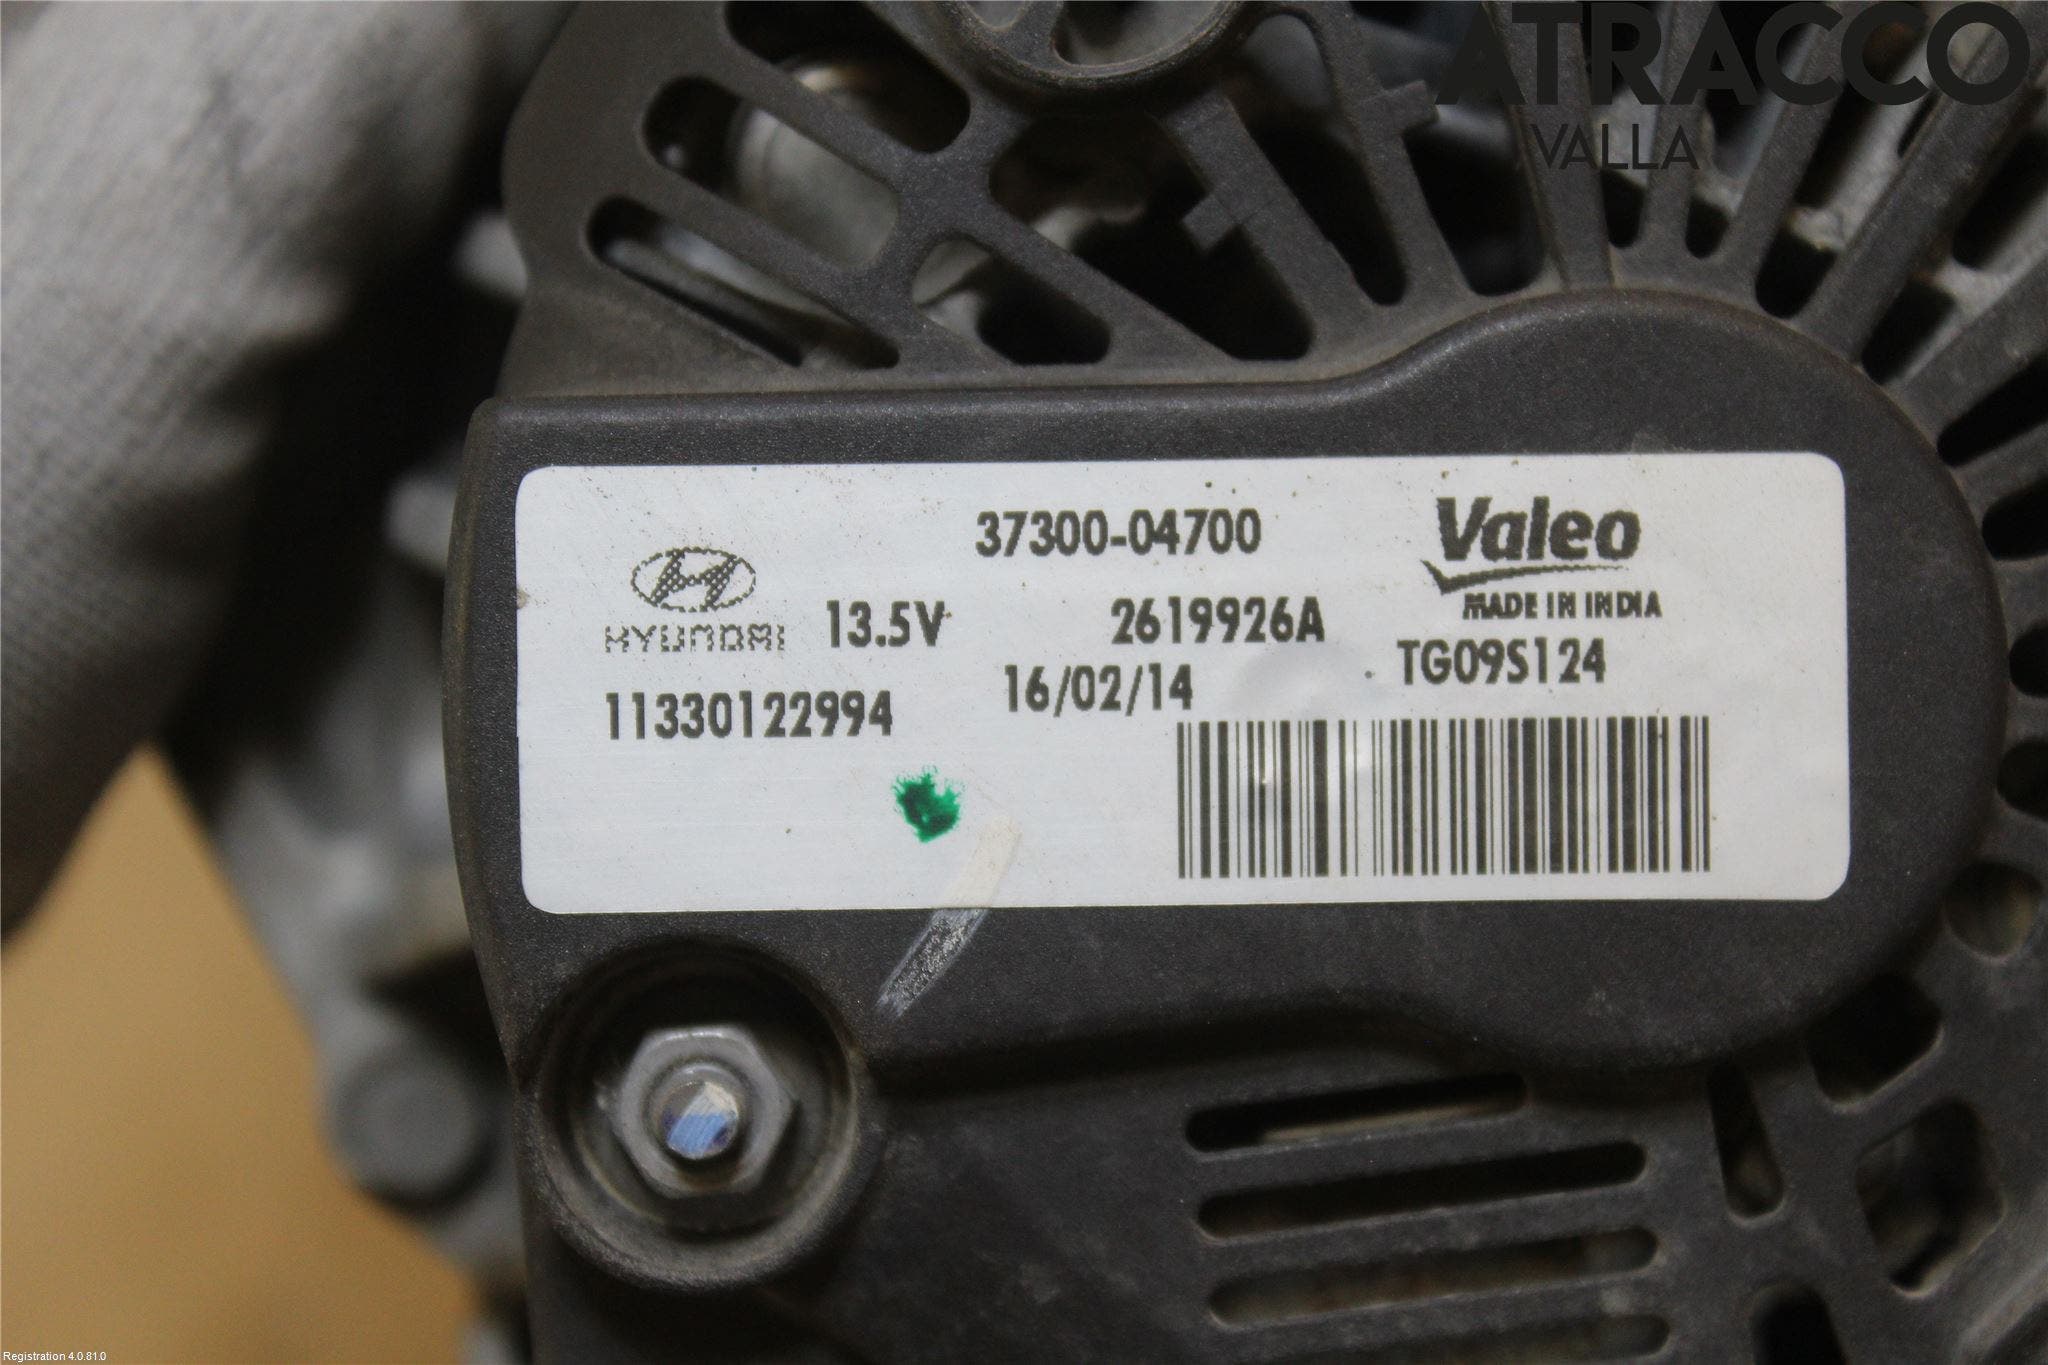 ATRACCO
VALLA
37300-04700
Valeo
MADE IN INDIA
HYUNDAI
13.5V
2619926A
TG09S124
11330122994
16/02/14
Registration 4.0.81.0